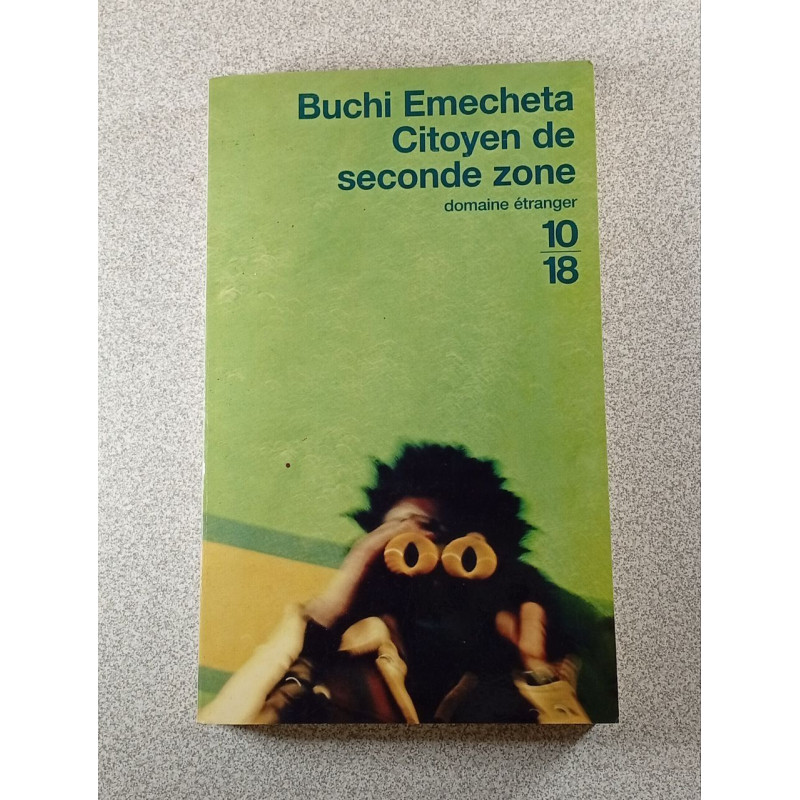 Buchi Emecheta
Citoyen de
seconde zone
domaine étranger
10
18